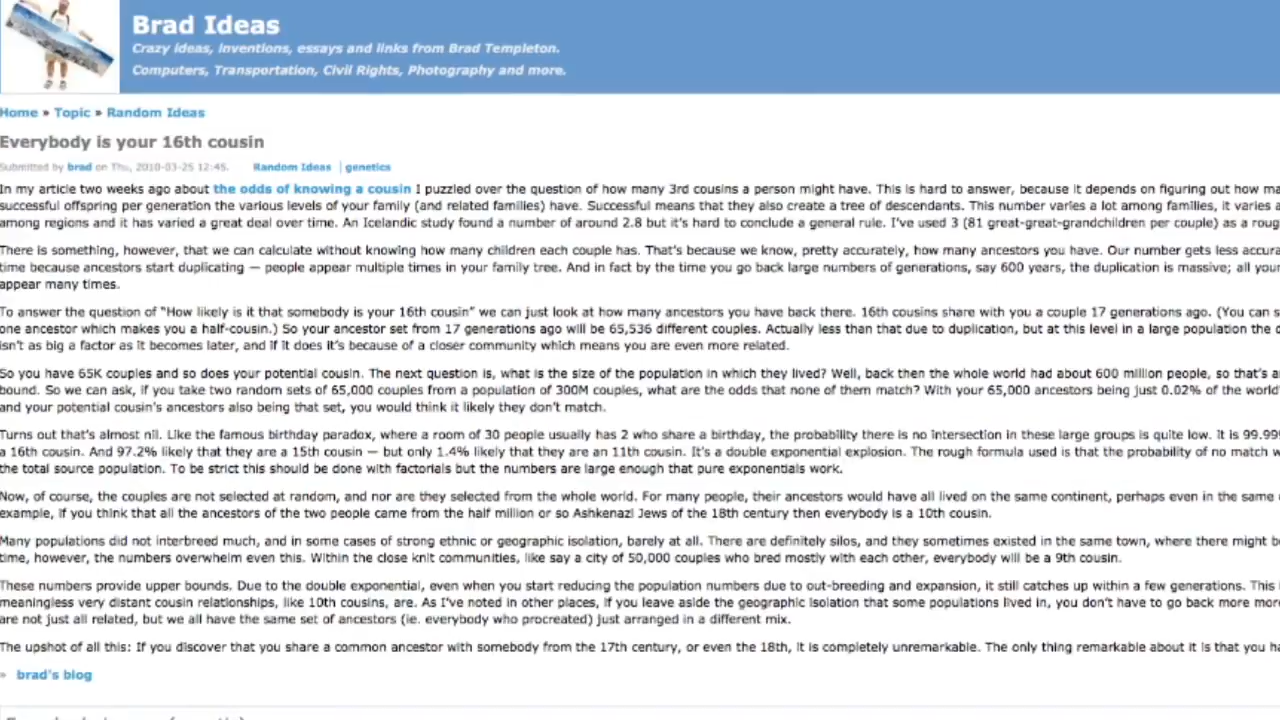 Brad Ideas
Crazy ideas, inventions, essays and links from Brad Templeton.
Computers, Transportation, Civil Rights, Photography and more.
Home » Topic » Random Ideas
Everybody is your 16th cousin
Submitted by brad on Thu, 2010-03-25 12:45. Random Ideas | genetics
In my article two weeks ago about the odds of knowing a cousin I puzzled over the question of how many 3rd cousins a person might have. This is hard to answer, because it depends on figuring out how ma
successful offspring per generation the various levels of your family (and related families) have. Successful means that they also create a tree of descendants. This number varies a lot among families, it varies a
among regions and it has varied a great deal over time. An Icelandic study found a number of around 2.8 but it's hard to conclude a general rule. I've used 3 (81 great-great-grandchildren per couple) as a roug
There is something, however, that we can calculate without knowing how many children each couple has. That's because we know, pretty accurately, how many ancestors you have. Our number gets less accura
time because ancestors start duplicating — people appear multiple times in your family tree. And in fact by the time you go back large numbers of generations, say 600 years, the duplication is massive; all your
appear many times.
To answer the question of "How likely is it that somebody is your 16th cousin" we can just look at how many ancestors you have back there. 16th cousins share with you a couple 17 generations ago. (You can s
one ancestor which makes you a half-cousin.) So your ancestor set from 17 generations ago will be 65,536 different couples. Actually less than that due to duplication, but at this level in a large population the d
isn't as big a factor as it becomes later, and if it does it's because of a closer community which means you are even more related.
So you have 65K couples and so does your potential cousin. The next question is, what is the size of the population in which they lived? Well, back then the whole world had about 600 million people, so that's a
bound. So we can ask, if you take two random sets of 65,000 couples from a population of 300M couples, what are the odds that none of them match? With your 65,000 ancestors being just 0.02% of the world
and your potential cousin's ancestors also being that set, you would think it likely they don't match.
Turns out that's almost nil. Like the famous birthday paradox, where a room of 30 people usually has 2 who share a birthday, the probability there is no intersection in these large groups is quite low. It is 99.99
a 16th cousin. And 97.2% likely that they are a 15th cousin — but only 1.4% likely that they are an 11th cousin. It's a double exponential explosion. The rough formula used is that the probability of no match w
the total source population. To be strict this should be done with factorials but the numbers are large enough that pure exponentials work.
Now, of course, the couples are not selected at random, and nor are they selected from the whole world. For many people, their ancestors would have all lived on the same continent, perhaps even in the same
example, if you think that all the ancestors of the two people came from the half million or so Ashkenazi Jews of the 18th century then everybody is a 10th cousin.
Many populations did not interbreed much, and in some cases of strong ethnic or geographic isolation, barely at all. There are definitely silos, and they sometimes existed in the same town, where there might b
time, however, the numbers overwhelm even this. Within the close knit communities, like say a city of 50,000 couples who bred mostly with each other, everybody will be a 9th cousin.
These numbers provide upper bounds. Due to the double exponential, even when you start reducing the population numbers due to out-breeding and expansion, it still catches up within a few generations. This
meaningless very distant cousin relationships, like 10th cousins, are. As I've noted in other places, if you leave aside the geographic isolation that some populations lived in, you don't have to go back more mor
are not just all related, but we all have the same set of ancestors (ie. everybody who procreated) just arranged in a different mix.
The upshot of all this: If you discover that you share a common ancestor with somebody from the 17th century, or even the 18th, it is completely unremarkable. The only thing remarkable about it is that you ha
» brad's blog